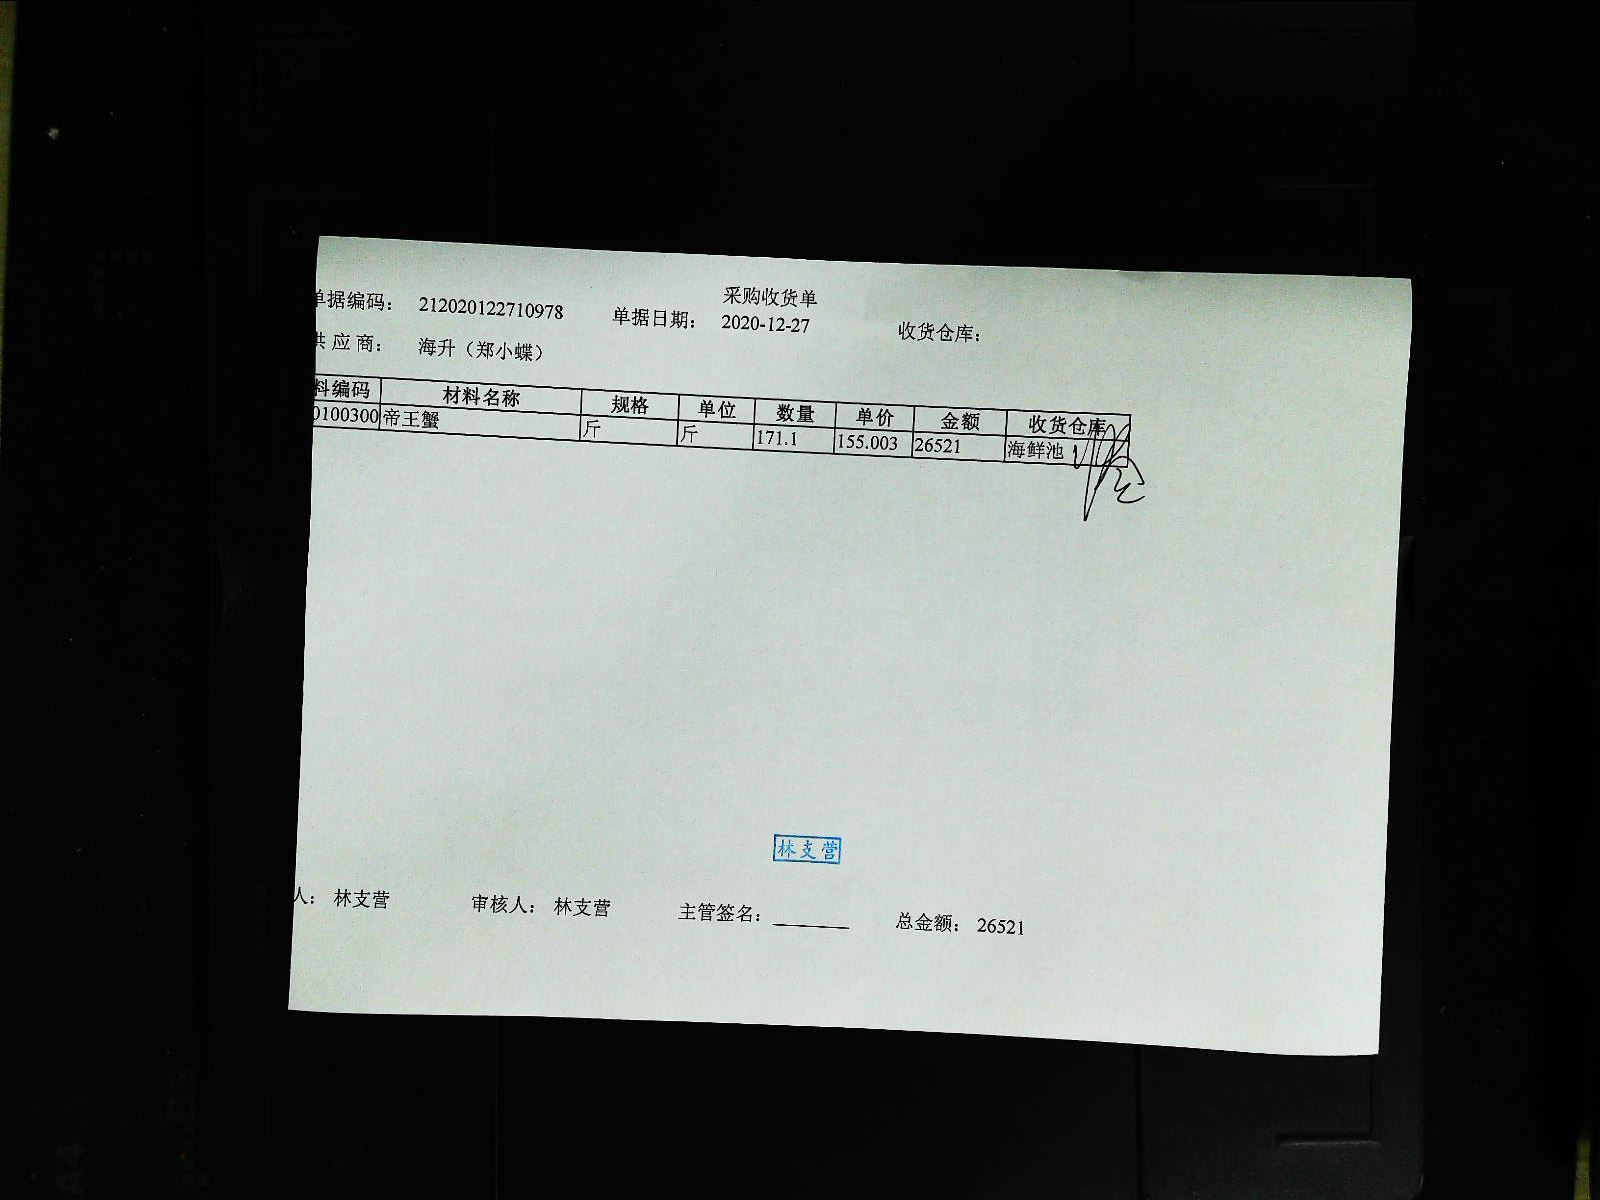 采购收货单
单据编码： 212020122710978 单据日期： 2020-12-27 收货仓库：
供应商： 海升（郑小蝶）
料编码 材料名称 规格 单位 数量 单价 金额 收货仓库
0100300 帝王蟹 斤 斤 171.1 155.003 26521 海鲜池
林支营
人： 林支营 审核人： 林支营 主管签名： 总金额： 26521